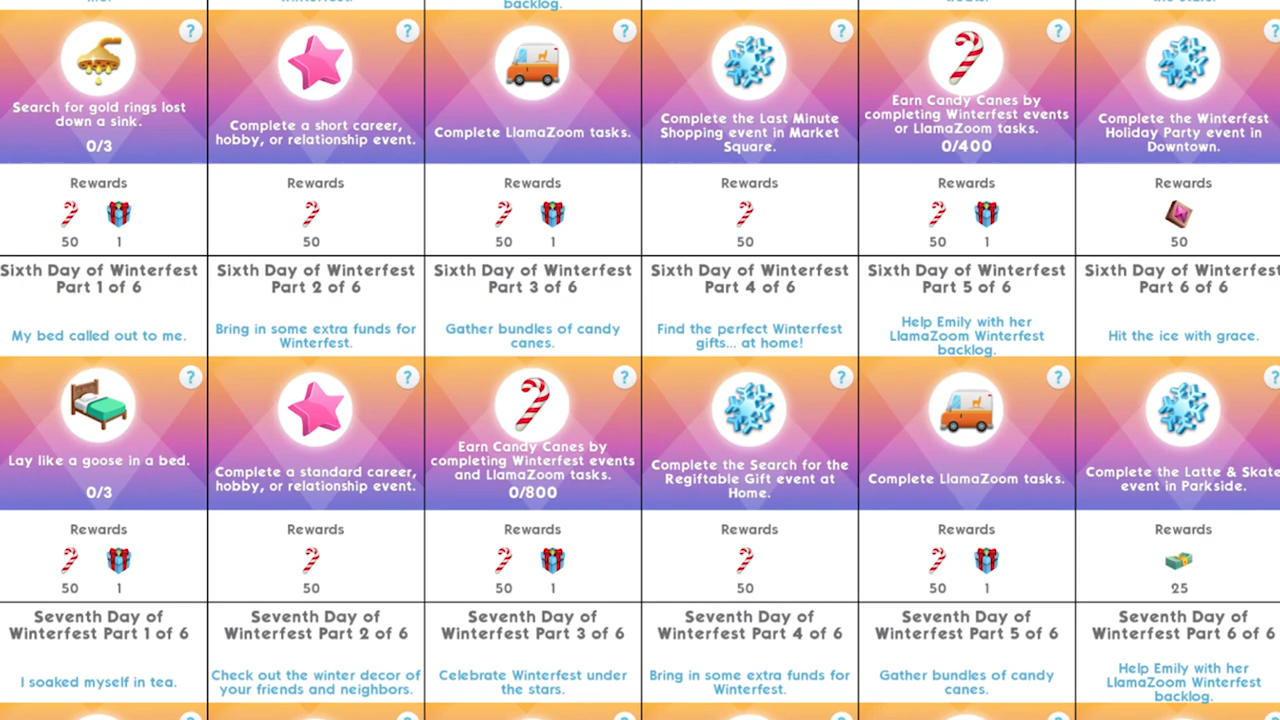 me.
Winterfest.
backlog.
treats.
the stars.
?
?
?
?
?
?
Search for gold rings lost
down a sink.
0/3
Complete a short career,
hobby, or relationship event.
Complete LlamaZoom tasks.
Complete the Last Minute
Shopping event in Market
Square.
Earn Candy Canes by
completing Winterfest events
or LlamaZoom tasks.
0/400
Complete the Winterfest
Holiday Party event in
Downtown.
Rewards
50 1
Rewards
50
Rewards
50 1
Rewards
50
Rewards
50 1
Rewards
50
Sixth Day of Winterfest
Part 1 of 6
My bed called out to me.
Sixth Day of Winterfest
Part 2 of 6
Bring in some extra funds for
Winterfest.
Sixth Day of Winterfest
Part 3 of 6
Gather bundles of candy
canes.
Sixth Day of Winterfest
Part 4 of 6
Find the perfect Winterfest
gifts... at home!
Sixth Day of Winterfest
Part 5 of 6
Help Emily with her
LlamaZoom Winterfest
backlog.
Sixth Day of Winterfest
Part 6 of 6
Hit the ice with grace.
?
?
?
?
?
?
Lay like a goose in a bed.
0/3
Complete a standard career,
hobby, or relationship event.
Earn Candy Canes by
completing Winterfest events
and LlamaZoom tasks.
0/800
Complete the Search for the
Regiftable Gift event at
Home.
Complete LlamaZoom tasks.
Complete the Latte & Skate
event in Parkside.
Rewards
50 1
Rewards
50
Rewards
50 1
Rewards
50
Rewards
50 1
Rewards
25
Seventh Day of
Winterfest Part 1 of 6
I soaked myself in tea.
Seventh Day of
Winterfest Part 2 of 6
Check out the winter decor of
your friends and neighbors.
Seventh Day of
Winterfest Part 3 of 6
Celebrate Winterfest under
the stars.
Seventh Day of
Winterfest Part 4 of 6
Bring in some extra funds for
Winterfest.
Seventh Day of
Winterfest Part 5 of 6
Gather bundles of candy
canes.
Seventh Day of
Winterfest Part 6 of 6
Help Emily with her
LlamaZoom Winterfest
backlog.